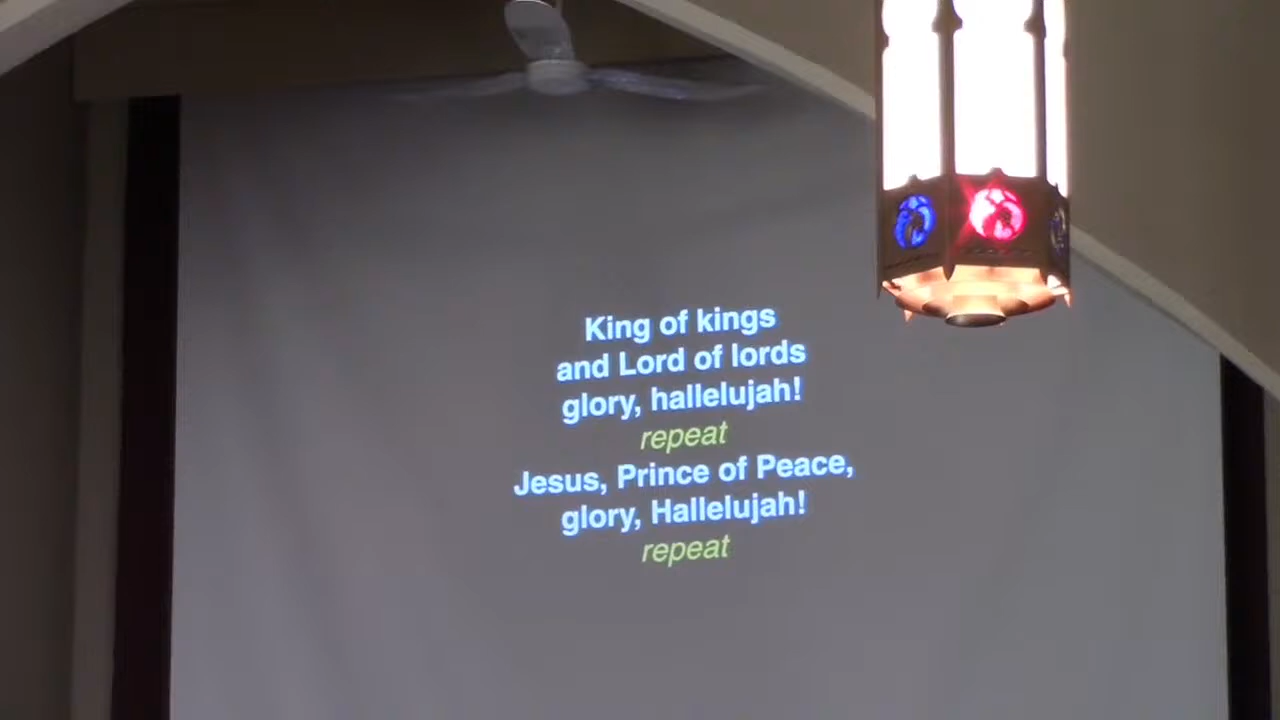 King of kings
and Lord of lords
glory, hallelujah!
repeat
Jesus, Prince of Peace,
glory, Hallelujah!
repeat